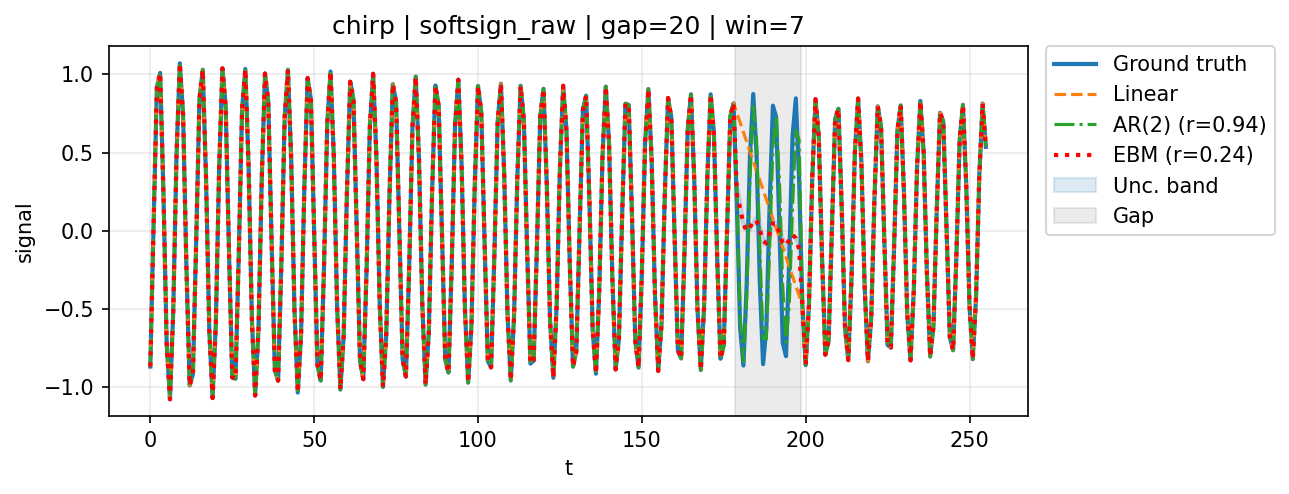 chirp | softsign_raw | gap=20 | win=7
signal
1.0
0.5
0.0
−0.5
−1.0
0
50
100
150
200
250
t
Ground truth
Linear
AR(2) (r=0.94)
EBM (r=0.24)
Unc. band
Gap